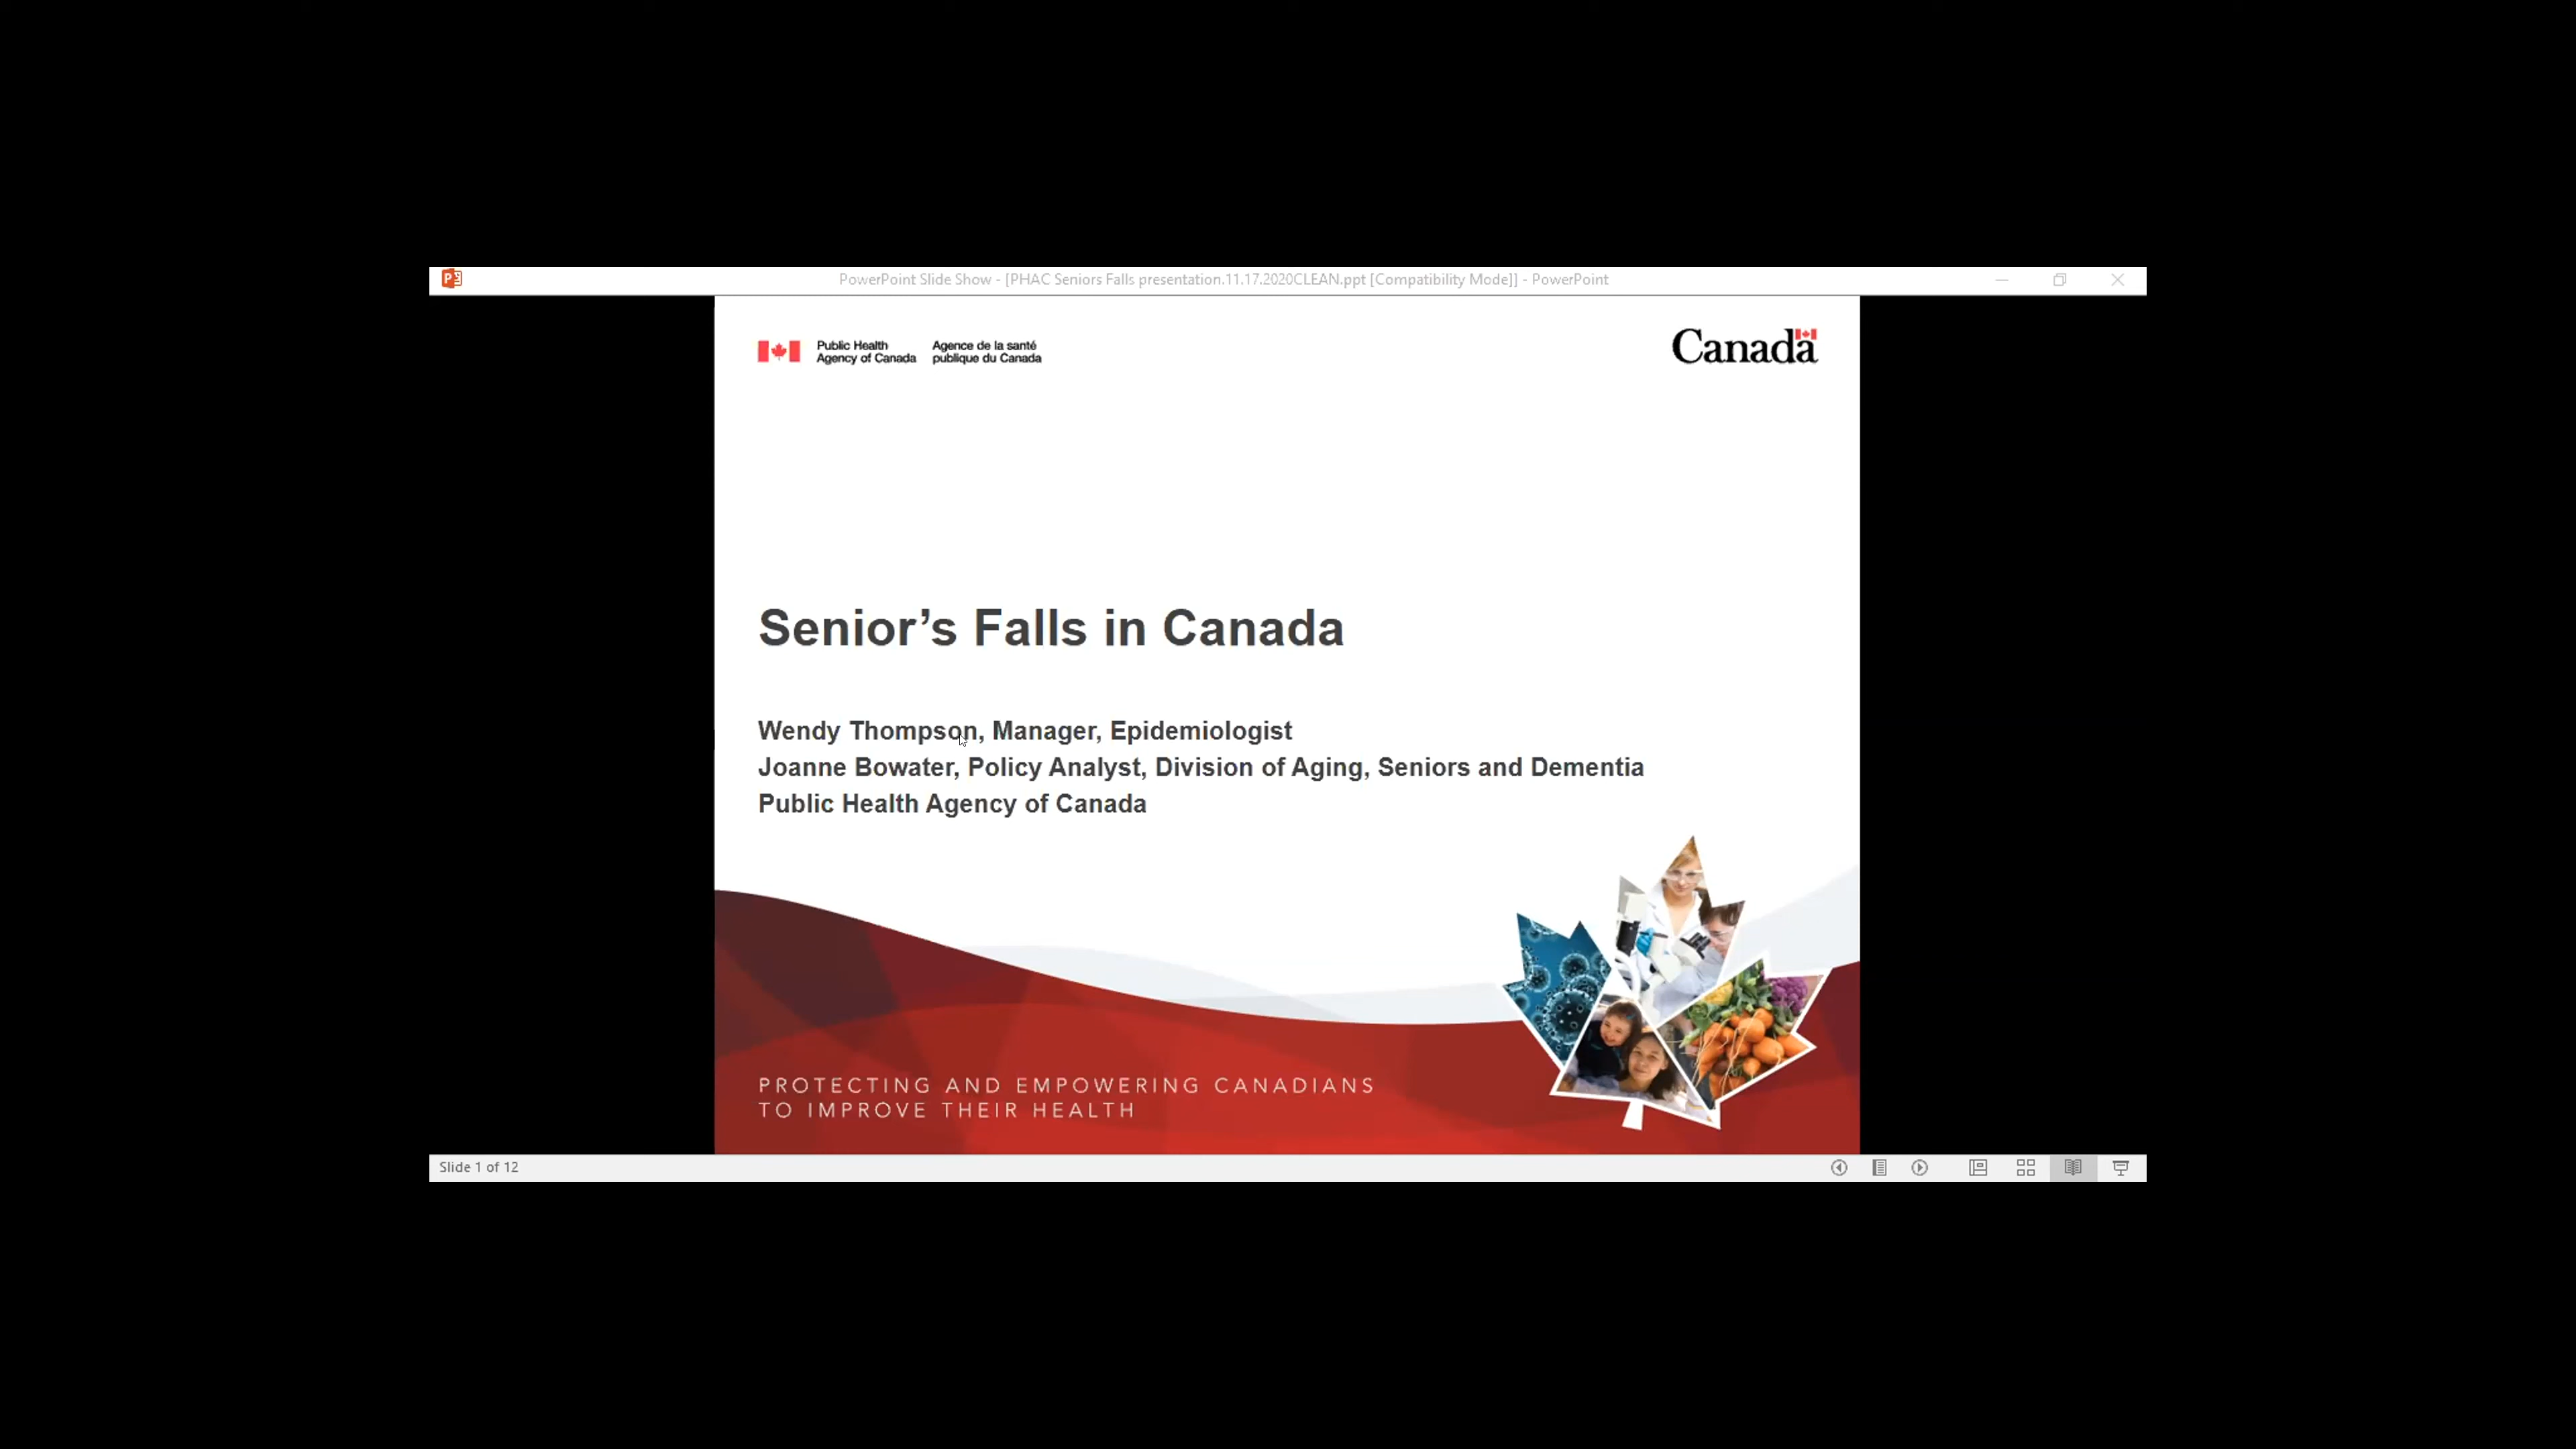 PowerPoint Slide Show - [PHAC Seniors Falls presentation.11.17.2020CLEAN.ppt [Compatibility Mode]] - PowerPoint
Public Health
Agency of Canada
Agence de la santé
publique du Canada
Canada
Senior’s Falls in Canada
Wendy Thompson, Manager, Epidemiologist
Joanne Bowater, Policy Analyst, Division of Aging, Seniors and Dementia
Public Health Agency of Canada
PROTECTING AND EMPOWERING CANADIANS
TO IMPROVE THEIR HEALTH
Slide 1 of 12